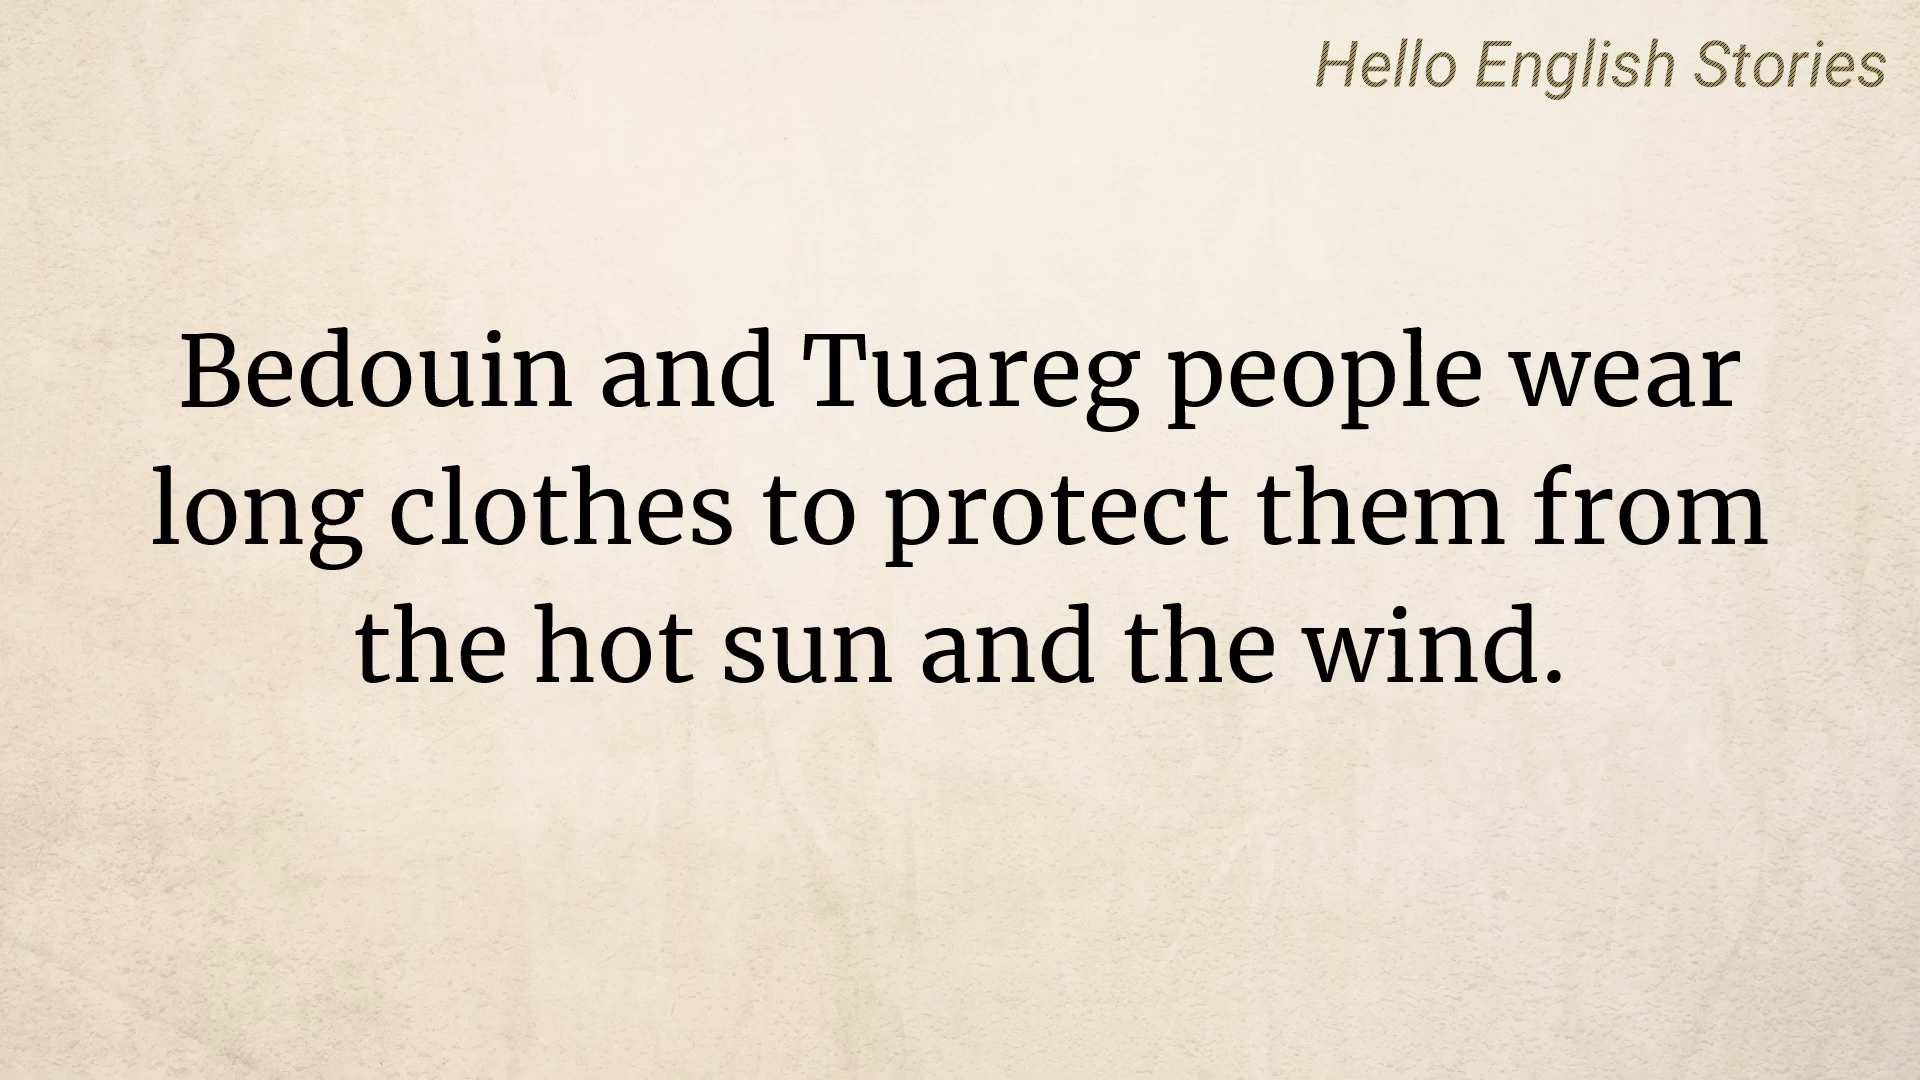 Hello English Stories
Bedouin and Tuareg people wear
long clothes to protect them from
the hot sun and the wind.